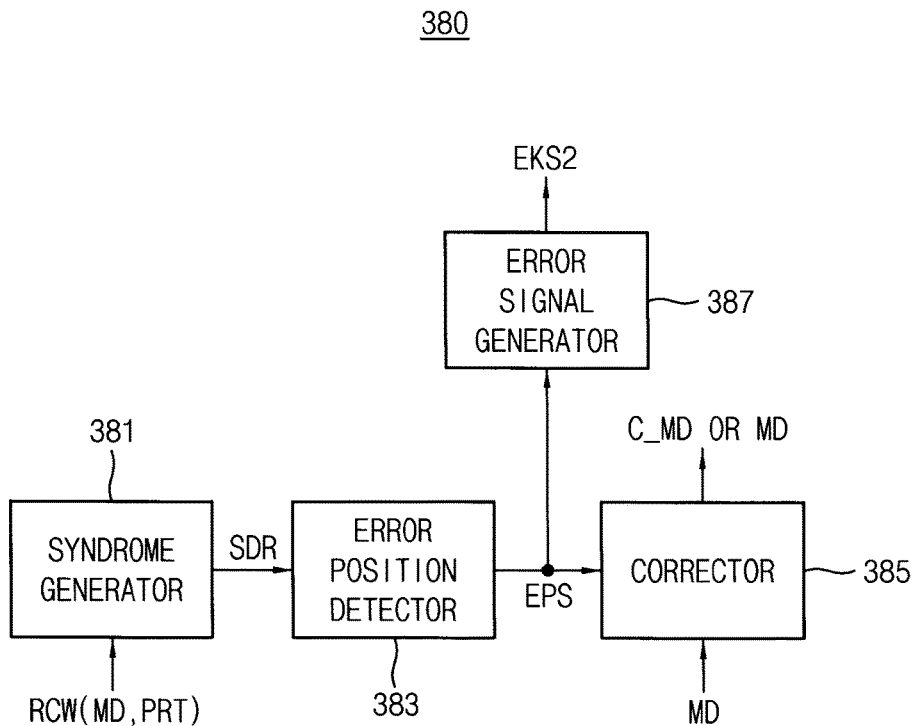 380
EKS2
ERROR
SIGNAL
GENERATOR
387
381
C_MD OR MD
SYNDROME
GENERATOR
SDR
ERROR
POSITION
DETECTOR
EPS
CORRECTOR
385
RCW(MD,PRT)
383
MD